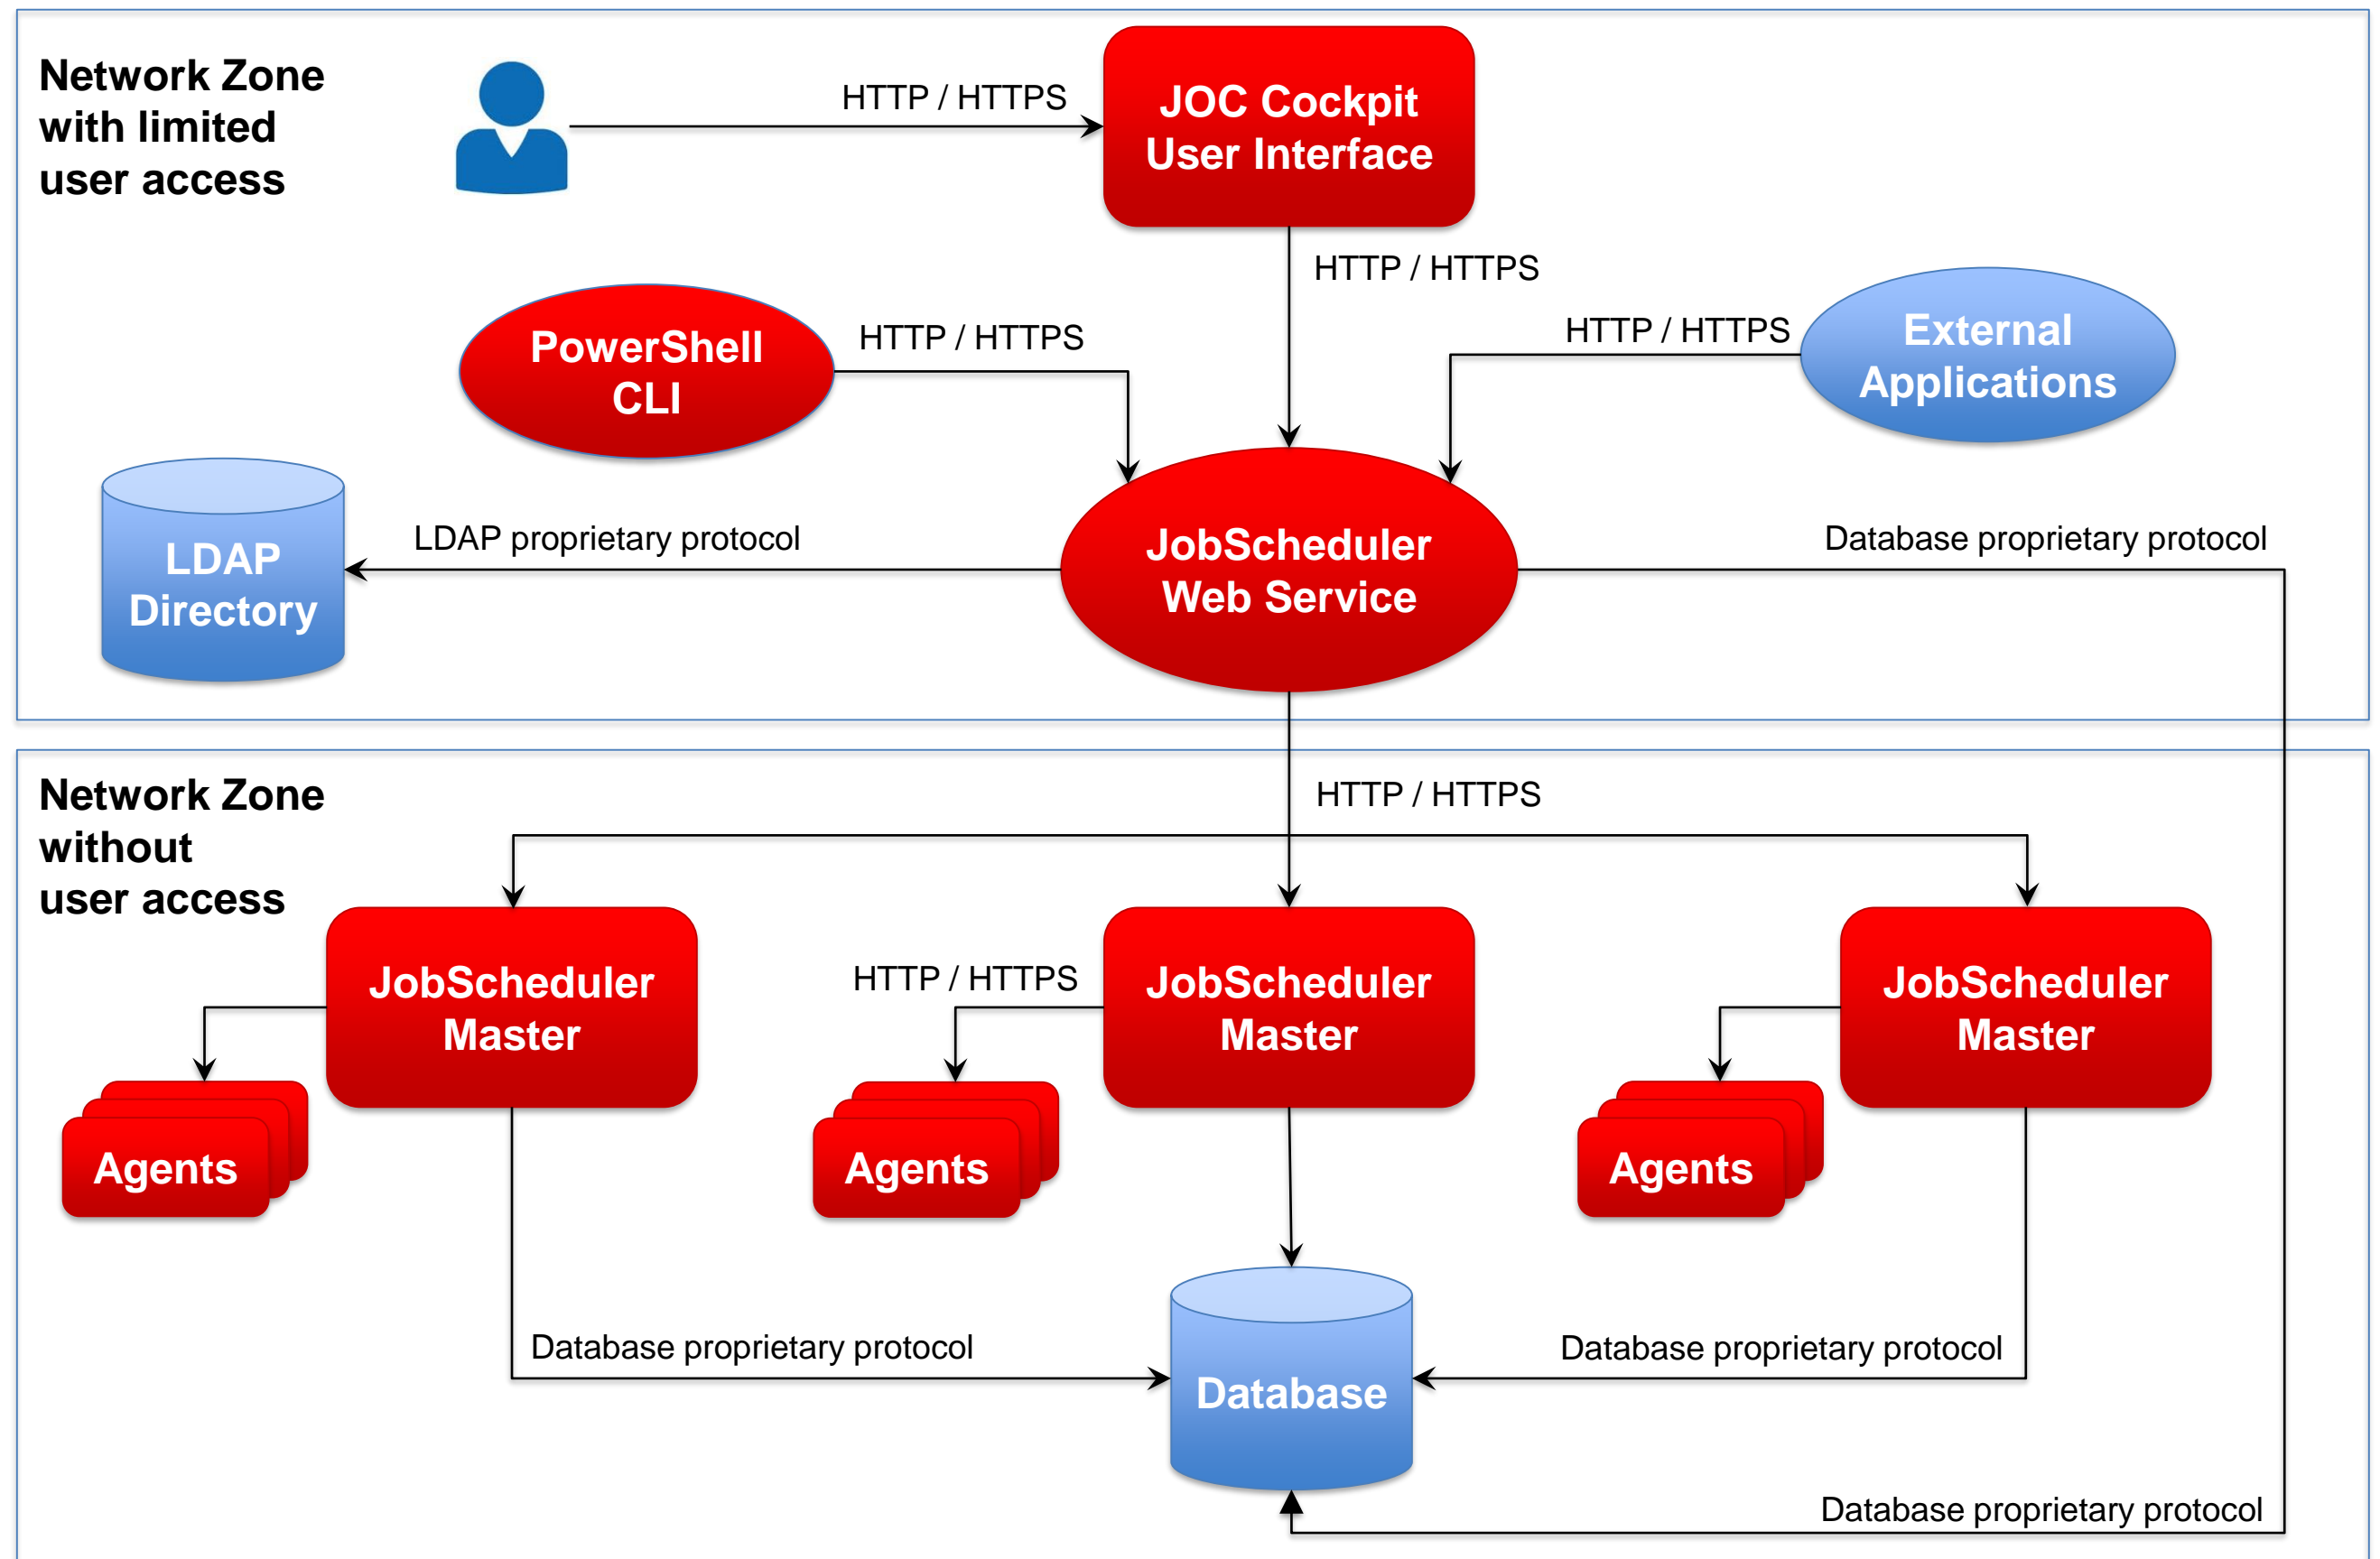 Network Zone
with limited
user access
HTTP / HTTPS
JOC Cockpit
User Interface
HTTP / HTTPS
PowerShell
CLI
HTTP / HTTPS
HTTP / HTTPS
External
Applications
LDAP
Directory
LDAP proprietary protocol
JobScheduler
Web Service
Database proprietary protocol
Network Zone
without
user access
HTTP / HTTPS
JobScheduler
Master
HTTP / HTTPS
JobScheduler
Master
JobScheduler
Master
Agents
Agents
Agents
Database proprietary protocol
Database proprietary protocol
Database
Database proprietary protocol